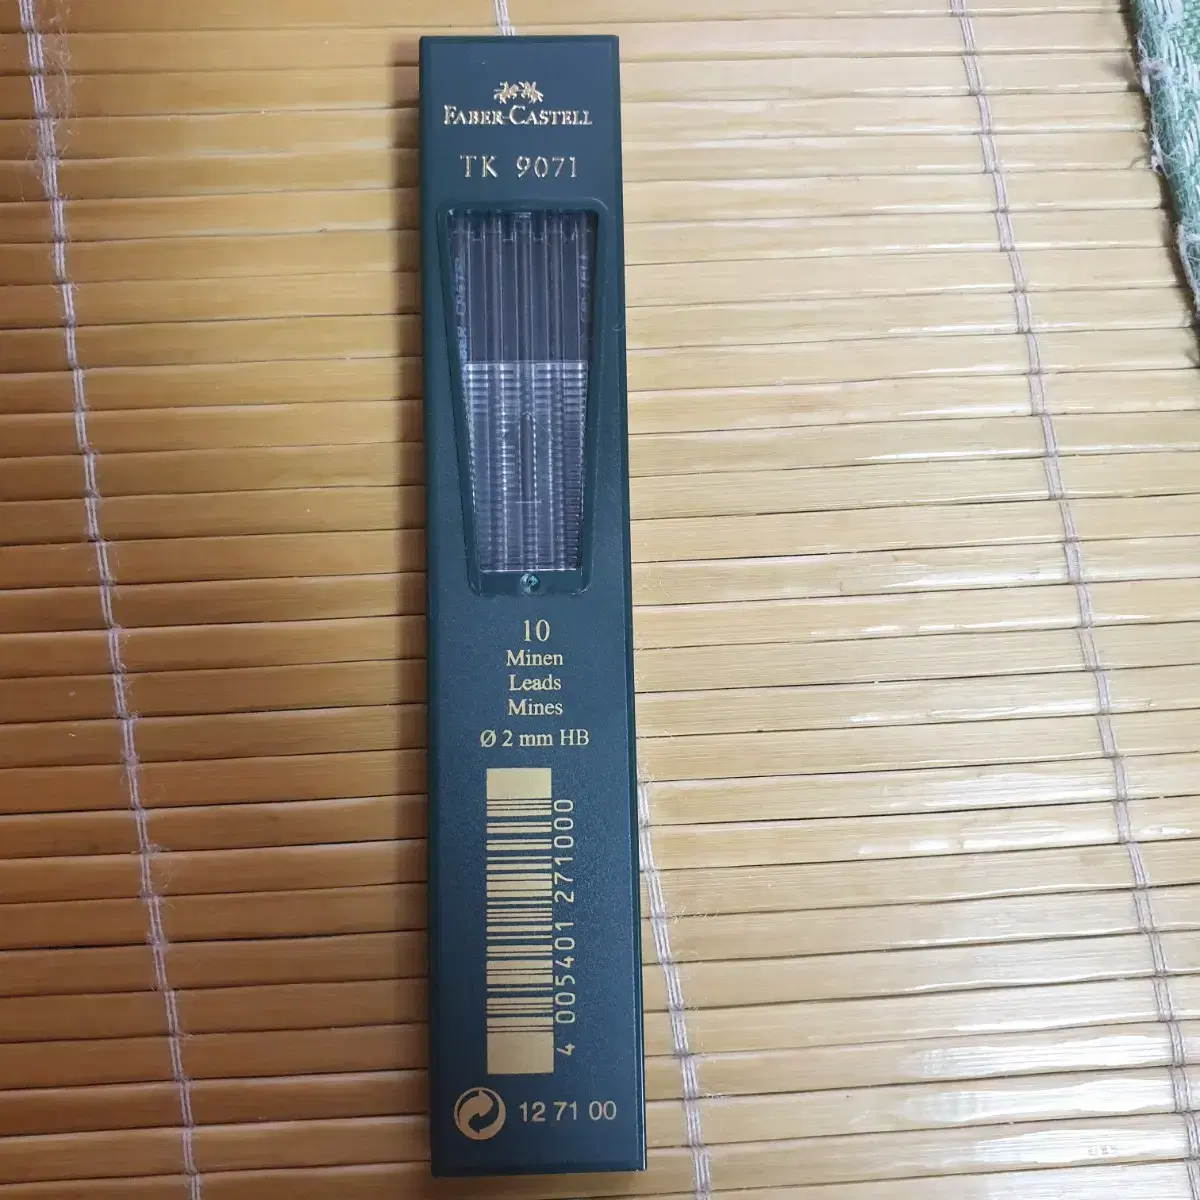 FABER-CASTELL
TK 9071
10
Minen
Leads
Mines
Ø 2 mm HB
4 005401 271000
12 71 00